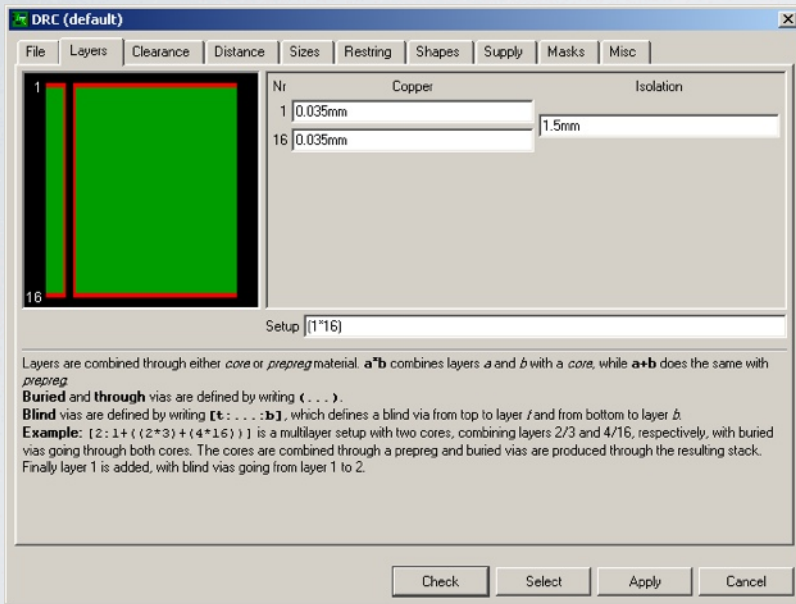 DRC (default)
File Layers Clearance Distance Sizes Restring Shapes Supply Masks Misc
Nr Copper Isolation
1
1 0.035mm
1.5mm
16 0.035mm
16
Setup (1*16)
Layers are combined through either core or prepreg material. a*b combines layers a and b with a core, while a+b does the same with
prepreg.
Buried and through vias are defined by writing (...).
Blind vias are defined by writing [t:...:b], which defines a blind via from top to layer t and from bottom to layer b.
Example: [2:1+((2*3)+(4*16))] is a multilayer setup with two cores, combining layers 2/3 and 4/16, respectively, with buried
vias going through both cores. The cores are combined through a prepreg and buried vias are produced through the resulting stack.
Finally layer 1 is added, with blind vias going from layer 1 to 2.
Check Select Apply Cancel